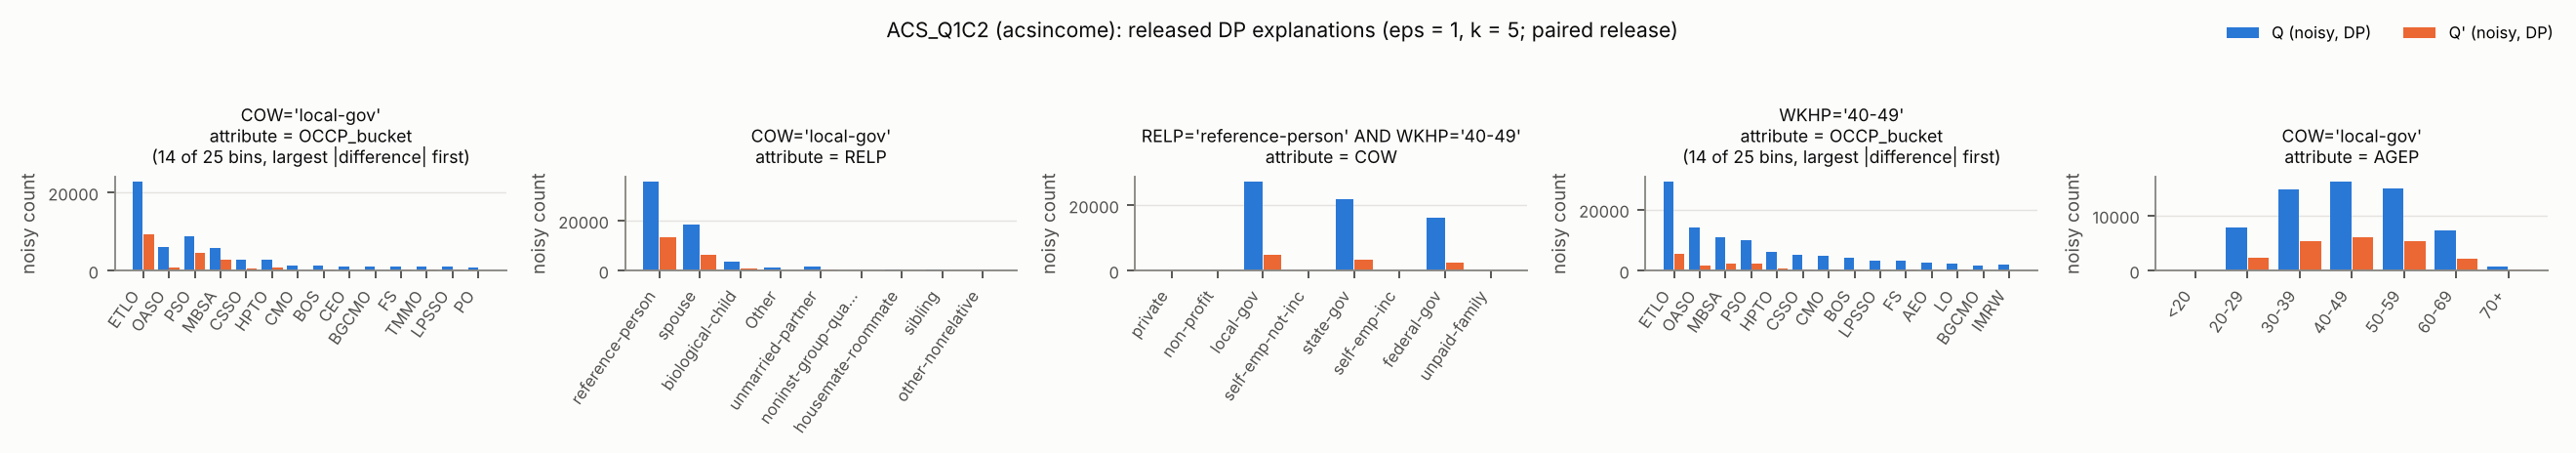 ACS_Q1C2 (acsincome): released DP explanations (eps = 1, k = 5; paired release)
Q (noisy, DP)
Q' (noisy, DP)
COW='local-gov'
attribute = OCCP_bucket
(14 of 25 bins, largest |difference| first)
noisy count
20000
0
ETLO
OASO
PSO
MBSA
CSSO
HPTO
CMO
BOS
CEO
BGCMO
FS
TMMO
LPSSO
PO
COW='local-gov'
attribute = RELP
noisy count
20000
0
reference-person
spouse
biological-child
Other
unmarried-partner
noninst-group-qua...
housemate-roommate
sibling
other-nonrelative
RELP='reference-person' AND WKHP='40-49'
attribute = COW
noisy count
20000
0
private
non-profit
local-gov
self-emp-not-inc
state-gov
self-emp-inc
federal-gov
unpaid-family
WKHP='40-49'
attribute = OCCP_bucket
(14 of 25 bins, largest |difference| first)
noisy count
20000
0
ETLO
OASO
MBSA
PSO
HPTO
CSSO
CMO
BOS
LPSSO
FS
AEO
LO
BGCMO
IMRW
COW='local-gov'
attribute = AGEP
noisy count
10000
0
<20
20-29
30-39
40-49
50-59
60-69
70+